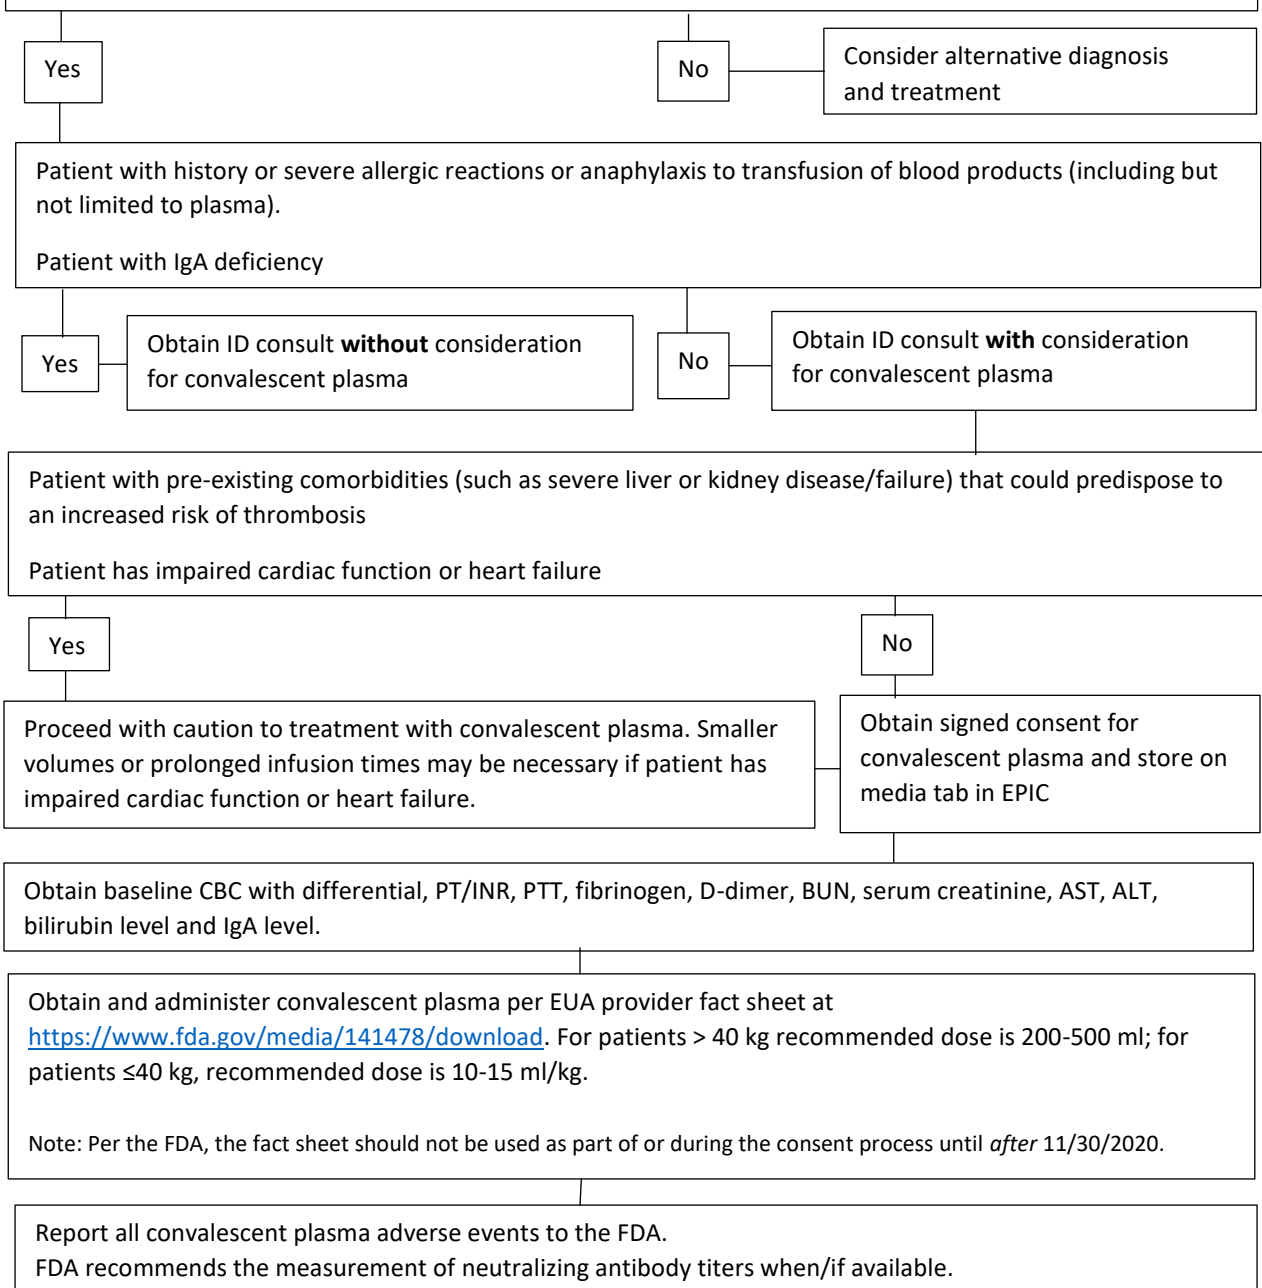 Yes
No
Consider alternative diagnosis
and treatment
Patient with history or severe allergic reactions or anaphylaxis to transfusion of blood products (including but
not limited to plasma).
Patient with IgA deficiency
Yes
Obtain ID consult without consideration
for convalescent plasma
No
Obtain ID consult with consideration
for convalescent plasma
Patient with pre-existing comorbidities (such as severe liver or kidney disease/failure) that could predispose to
an increased risk of thrombosis
Patient has impaired cardiac function or heart failure
Yes
No
Proceed with caution to treatment with convalescent plasma. Smaller
volumes or prolonged infusion times may be necessary if patient has
impaired cardiac function or heart failure.
Obtain signed consent for
convalescent plasma and store on
media tab in EPIC
Obtain baseline CBC with differential, PT/INR, PTT, fibrinogen, D-dimer, BUN, serum creatinine, AST, ALT,
bilirubin level and IgA level.
Obtain and administer convalescent plasma per EUA provider fact sheet at
https://www.fda.gov/media/141478/download. For patients > 40 kg recommended dose is 200-500 ml; for
patients ≤40 kg, recommended dose is 10-15 ml/kg.
Note: Per the FDA, the fact sheet should not be used as part of or during the consent process until after 11/30/2020.
Report all convalescent plasma adverse events to the FDA.
FDA recommends the measurement of neutralizing antibody titers when/if available.